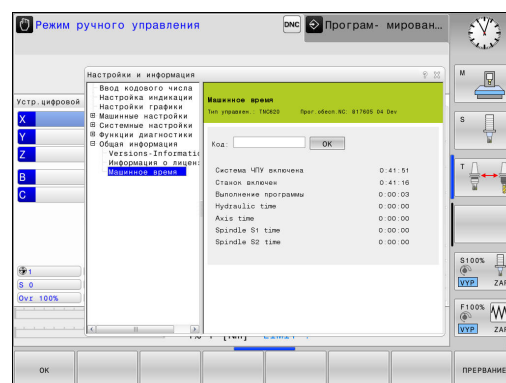 Режим ручного управления
DNC
Програм- мирован...
Настройки и информация
Ввод кодового числа
Настройка индикации
Настройки графики
Машинные настройки
Системные настройки
Функции диагностики
Общая информация
Versions-Informatio
Информация о лицен
Машинное время
Машинное время
Тип управлен.: TNC620 Прог.обесп.NC: 817605 04 Dev
Код:
OK
Система ЧПУ включена 0:41:51
Станок включен 0:41:16
Выполнение программы 0:00:03
Hydraulic time 0:00:00
Axis time 0:00:00
Spindle S1 time 0:00:00
Spindle S2 time 0:00:00
Устр.цифровой
X
Y
Z
B
C
1
S 0
Ovr 100%
M
S
T
S100%
VYP ZAP
F100%
VYP ZAP
OK
ПРЕРВАНИЕ